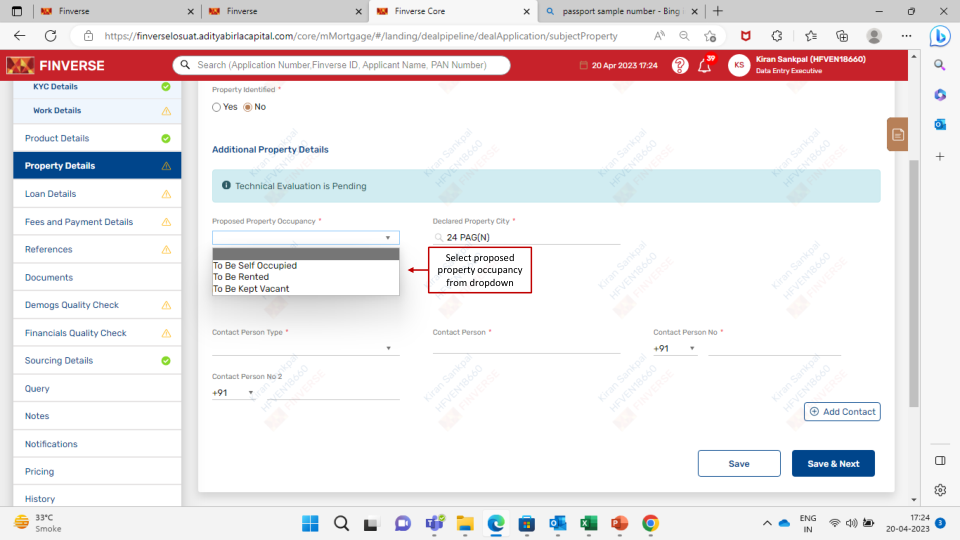 Finverse
Finverse
Finverse Core
passport sample number - Bing
https://finverselosuat.adityabirlacapital.com/core/mMortgage/#/landing/dealpipeline/dealApplication/subjectProperty
FINVERSE
Search (Application Number,Finverse ID, Applicant Name, PAN Number)
20 Apr 2023 17:24
39
KS
Kiran Sankpal (HFVEN18660)
Data Entry Executive
KYC Details
Work Details
Product Details
Property Details
Loan Details
Fees and Payment Details
References
Documents
Demogs Quality Check
Financials Quality Check
Sourcing Details
Query
Notes
Notifications
Pricing
History
Property Identified *
Yes No
Additional Property Details
Technical Evaluation is Pending
Proposed Property Occupancy *
Declared Property City *
24 PAG(N)
To Be Self Occupied
To Be Rented
To Be Kept Vacant
Select proposed
property occupancy
from dropdown
Contact Person Type *
Contact Person *
Contact Person No *
+91
Contact Person No 2
+91
Add Contact
Save
Save & Next
Kiran Sankpal
HFVEN18660
FINVERSE
33°C
Smoke
ENG
IN
17:24
20-04-2023
3